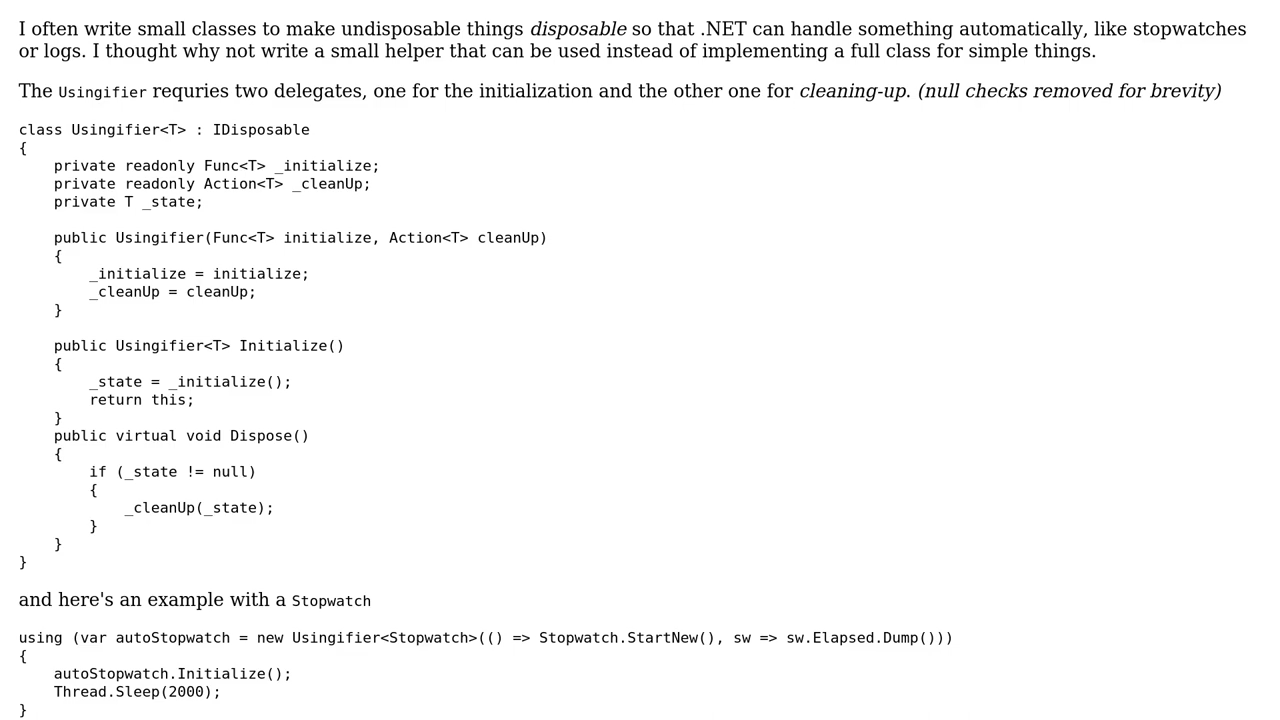 I often write small classes to make undisposable things disposable so that .NET can handle something automatically, like stopwatches
or logs. I thought why not write a small helper that can be used instead of implementing a full class for simple things.
The Usingifier requries two delegates, one for the initialization and the other one for cleaning-up. (null checks removed for brevity)
class Usingifier<T> : IDisposable
{
    private readonly Func<T> _initialize;
    private readonly Action<T> _cleanUp;
    private T _state;

    public Usingifier(Func<T> initialize, Action<T> cleanUp)
    {
        _initialize = initialize;
        _cleanUp = cleanUp;
    }

    public Usingifier<T> Initialize()
    {
        _state = _initialize();
        return this;
    }
    public virtual void Dispose()
    {
        if (_state != null)
        {
            _cleanUp(_state);
        }
    }
}
and here's an example with a Stopwatch
using (var autoStopwatch = new Usingifier<Stopwatch>(() => Stopwatch.StartNew(), sw => sw.Elapsed.Dump()))
{
    autoStopwatch.Initialize();
    Thread.Sleep(2000);
}